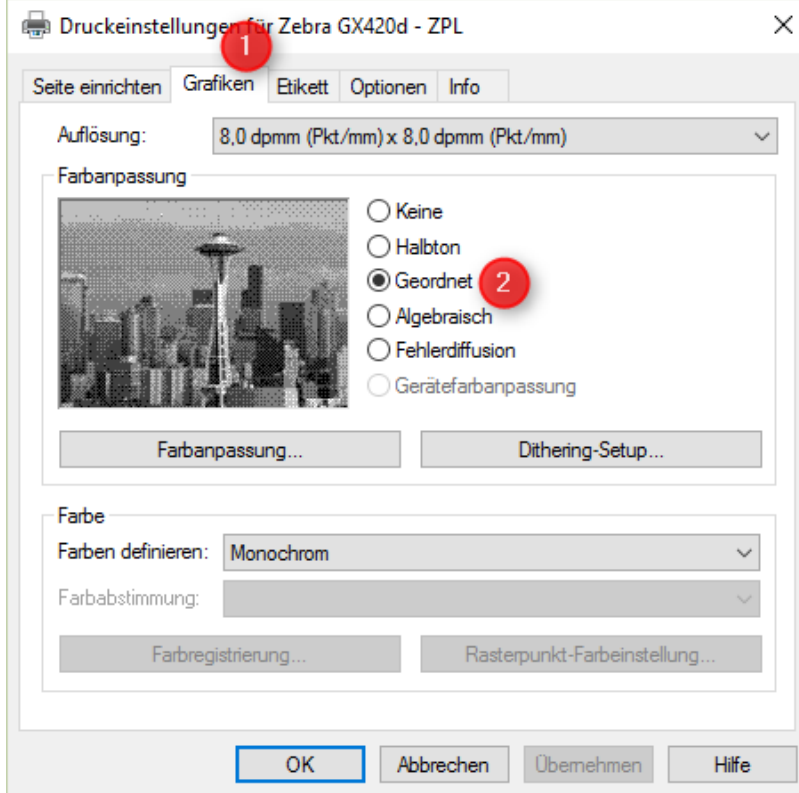 Druckeinstellungen für Zebra GX420d - ZPL
1
Seite einrichten Grafiken Etikett Optionen Info
Auflösung: 8,0 dpmm (Pkt/mm) x 8,0 dpmm (Pkt/mm)
Farbanpassung
Keine
Halbton
Geordnet 2
Algebraisch
Fehlerdiffusion
Gerätefarbanpassung
Farbanpassung... Dithering-Setup...
Farbe
Farben definieren: Monochrom
Farbabstimmung:
Farbregistrierung... Rasterpunkt-Farbeinstellung...
OK Abbrechen Übernehmen Hilfe